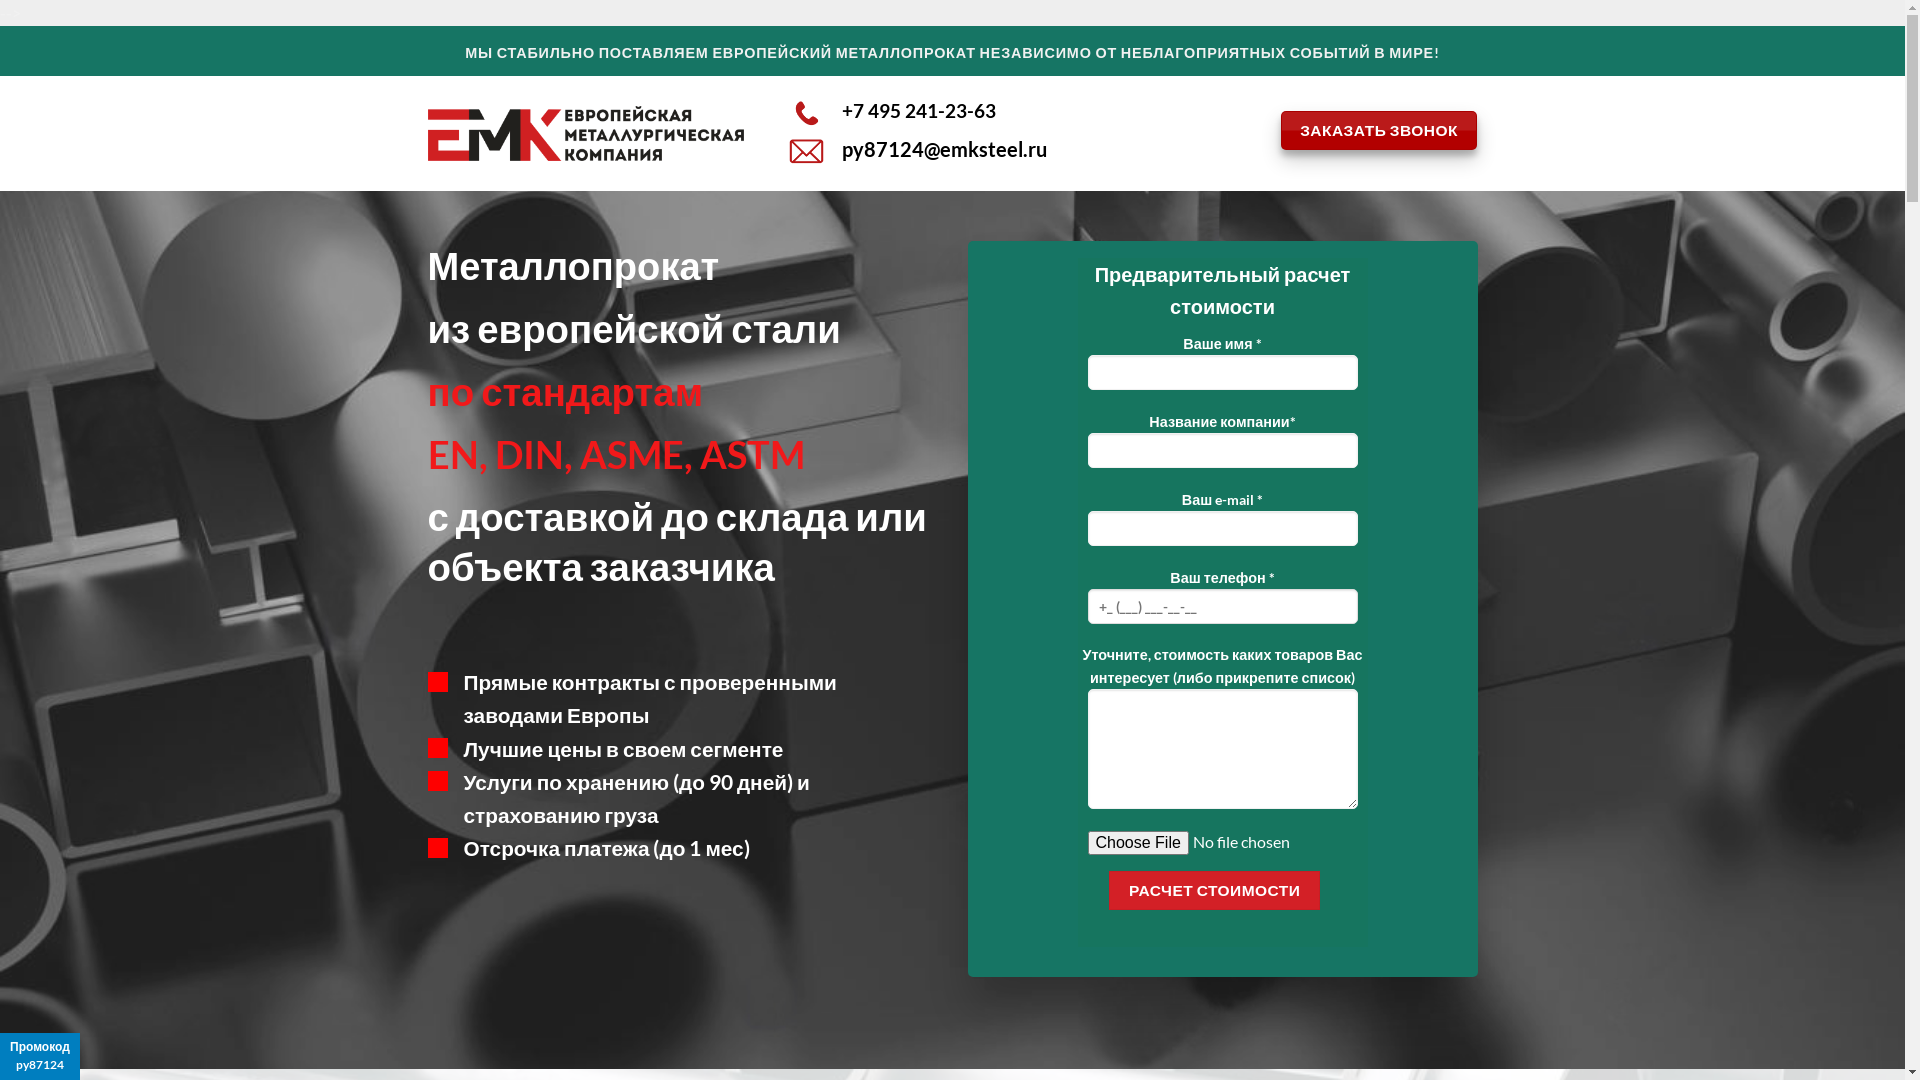 МЫ СТАБИЛЬНО ПОСТАВЛЯЕМ ЕВРОПЕЙСКИЙ МЕТАЛЛОПРОКАТ НЕЗАВИСИМО ОТ НЕБЛАГОПРИЯТНЫХ СОБЫТИЙ В МИРЕ!
ЕМК ЕВРОПЕЙСКАЯ
МЕТАЛЛУРГИЧЕСКАЯ
КОМПАНИЯ
+7 495 241-23-63
py87124@emksteel.ru
ЗАКАЗАТЬ ЗВОНОК
Металлопрокат
из европейской стали
по стандартам
EN, DIN, ASME, ASTM
с доставкой до склада или
объекта заказчика
Прямые контракты с проверенными
заводами Европы
Лучшие цены в своем сегменте
Услуги по хранению (до 90 дней) и
страхованию груза
Отсрочка платежа (до 1 мес)
Предварительный расчет
стоимости
Ваше имя *
Название компании*
Ваш e-mail *
Ваш телефон *
+_ (___) ___-__-__
Уточните, стоимость каких товаров Вас
интересует (либо прикрепите список)
Choose File No file chosen
РАСЧЕТ СТОИМОСТИ
Промокод
py87124